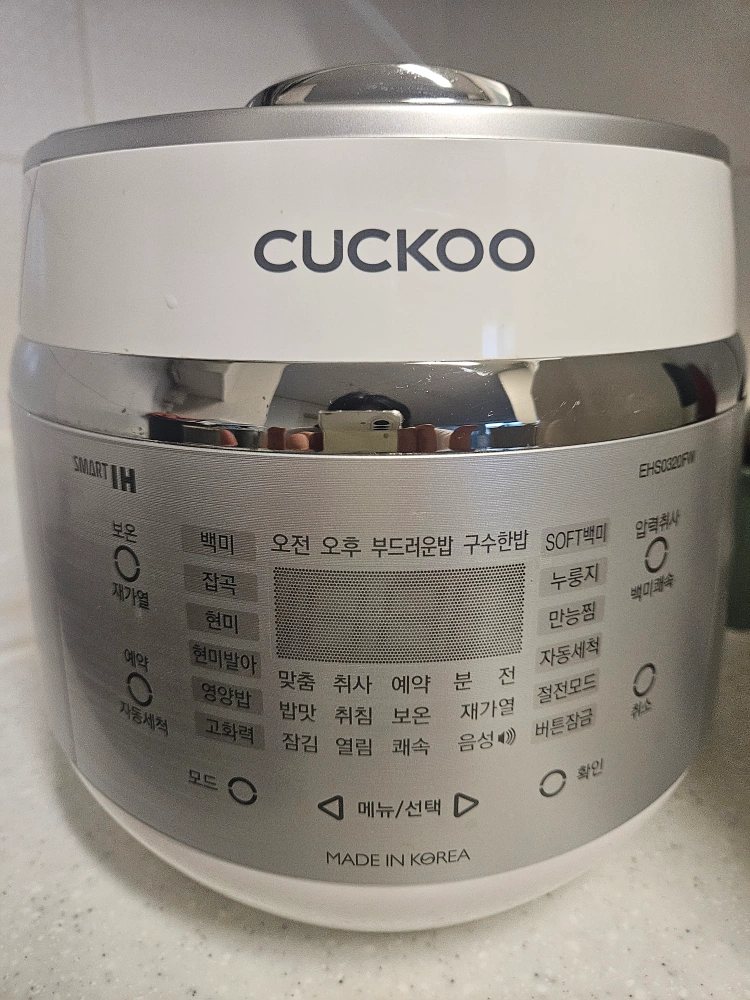 CUCKOO
SMART IH
EHS0320FW
보온
재가열
예약
자동세척
모드
백미
잡곡
현미
현미발아
영양밥
고화력
오전 오후 부드러운밥 구수한밥
맞춤 취사 예약 분 전
밥맛 취침 보온 재가열
잠김 열림 쾌속 음성
메뉴/선택
SOFT백미
누룽지
만능찜
자동세척
절전모드
버튼잠금
압력취사
백미쾌속
취소
확인
MADE IN KOREA